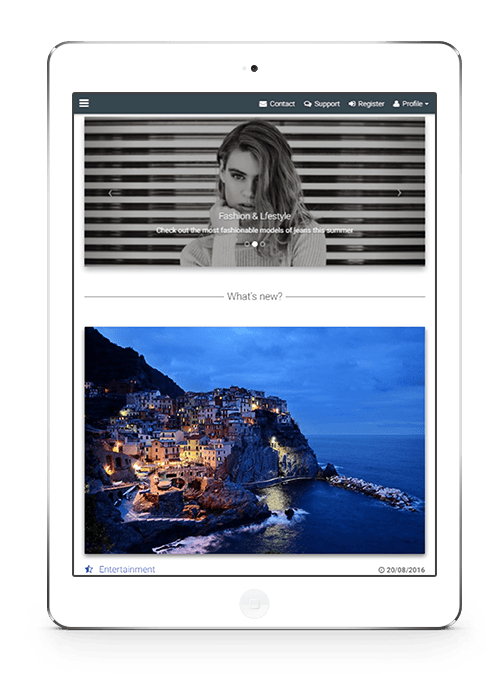 Contact Support Register Profile
Fashion & Lfestyle
Check out the most fashionable models of jeans this summer
What's new?
Entertainment 20/08/2016